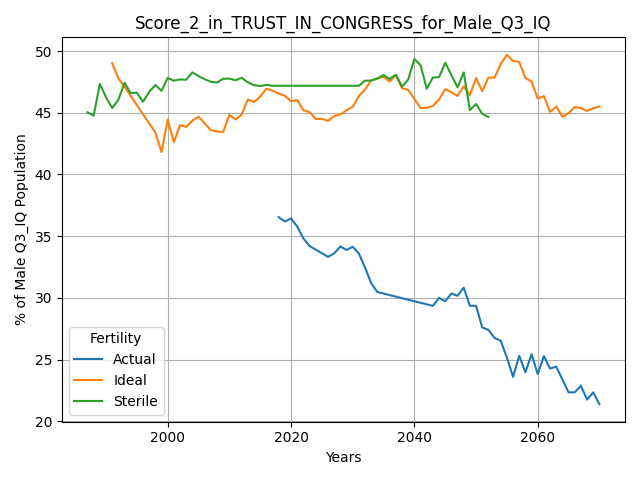 Score_2_in_TRUST_IN_CONGRESS_for_Male_Q3_IQ
% of Male Q3_IQ Population
50
45
40
35
30
25
20
Fertility
Actual
Ideal
Sterile
2000
2020
2040
2060
Years